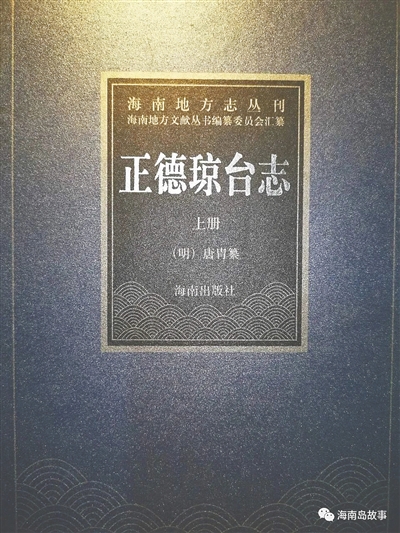 海南地方志丛刊
海南地方文献丛书编纂委员会汇纂
正德琼台志
上册
（明）唐胄纂
海南出版社
海南岛故事